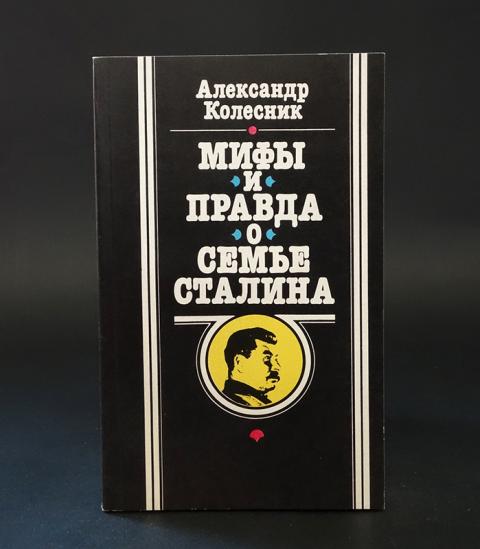 Александр
Колесник
МИФЫ
И
ПРАВДА
О
СЕМЬЕ
СТАЛИНА